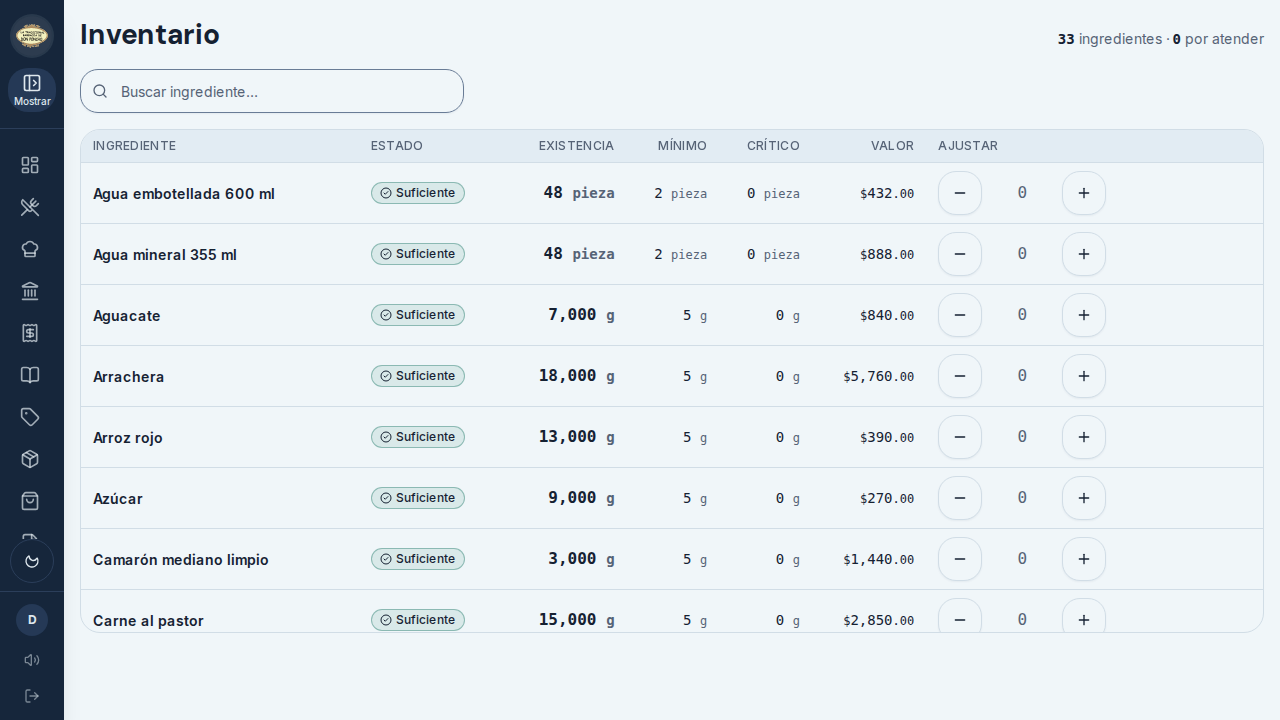 Inventario
33 ingredientes · 0 por atender
Mostrar
Buscar ingrediente...
INGREDIENTE ESTADO EXISTENCIA MÍNIMO CRÍTICO VALOR AJUSTAR
Agua embotellada 600 ml Suficiente 48 pieza 2 pieza 0 pieza $432.00 − 0 +
Agua mineral 355 ml Suficiente 48 pieza 2 pieza 0 pieza $888.00 − 0 +
Aguacate Suficiente 7,000 g 5 g 0 g $840.00 − 0 +
Arrachera Suficiente 18,000 g 5 g 0 g $5,760.00 − 0 +
Arroz rojo Suficiente 13,000 g 5 g 0 g $390.00 − 0 +
Azúcar Suficiente 9,000 g 5 g 0 g $270.00 − 0 +
Camarón mediano limpio Suficiente 3,000 g 5 g 0 g $1,440.00 − 0 +
Carne al pastor Suficiente 15,000 g 5 g 0 g $2,850.00 − 0 +
D